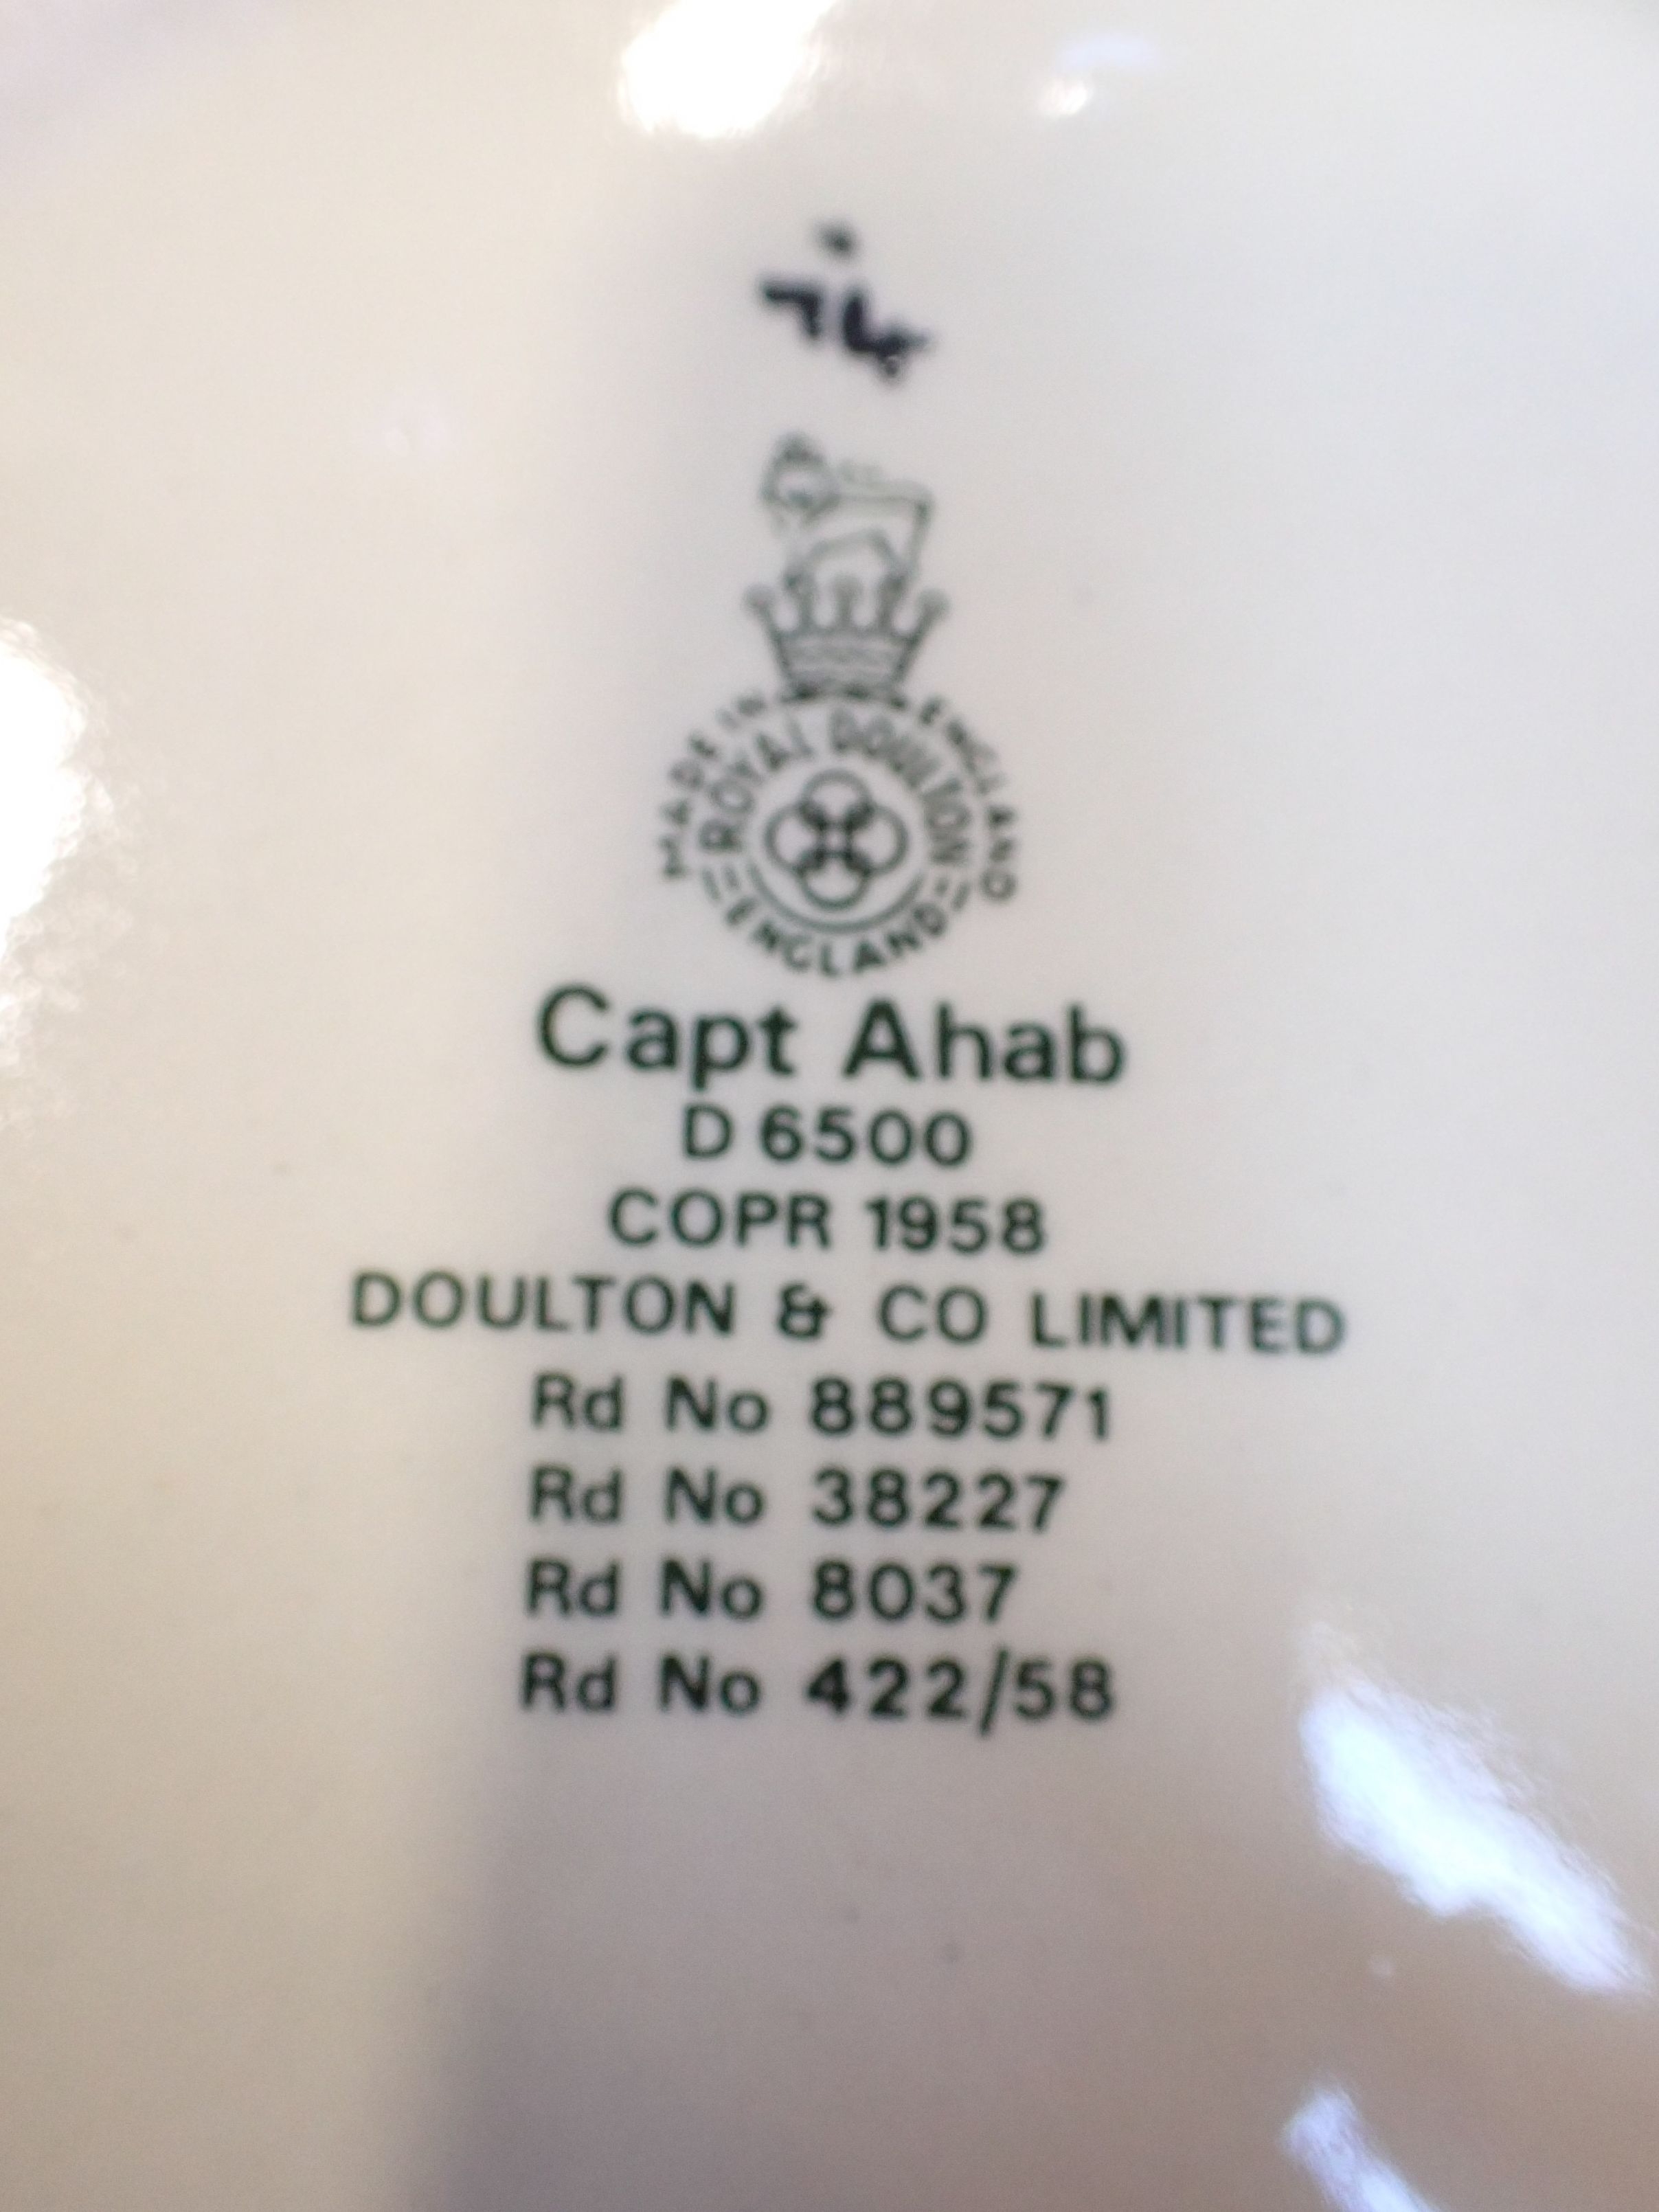 MADE IN ENGLAND
ROYAL DOULTON
ENGLAND
Capt Ahab
D 6500
COPR 1958
DOULTON & CO LIMITED
Rd No 889571
Rd No 38227
Rd No 8037
Rd No 422/58